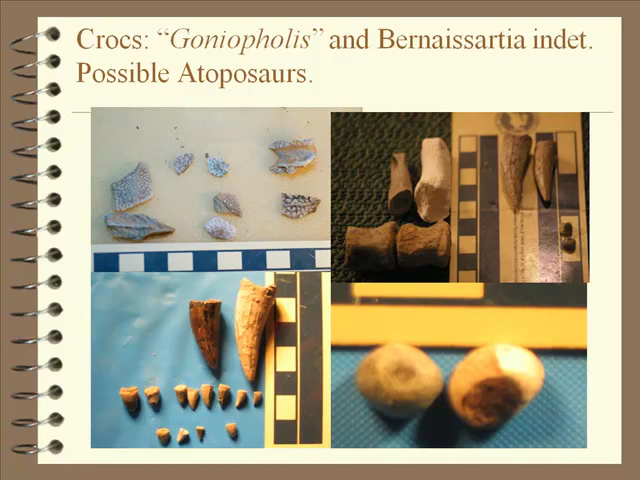 Crocs: “Goniopholis” and Bernaissartia indet.
Possible Atoposaurs.